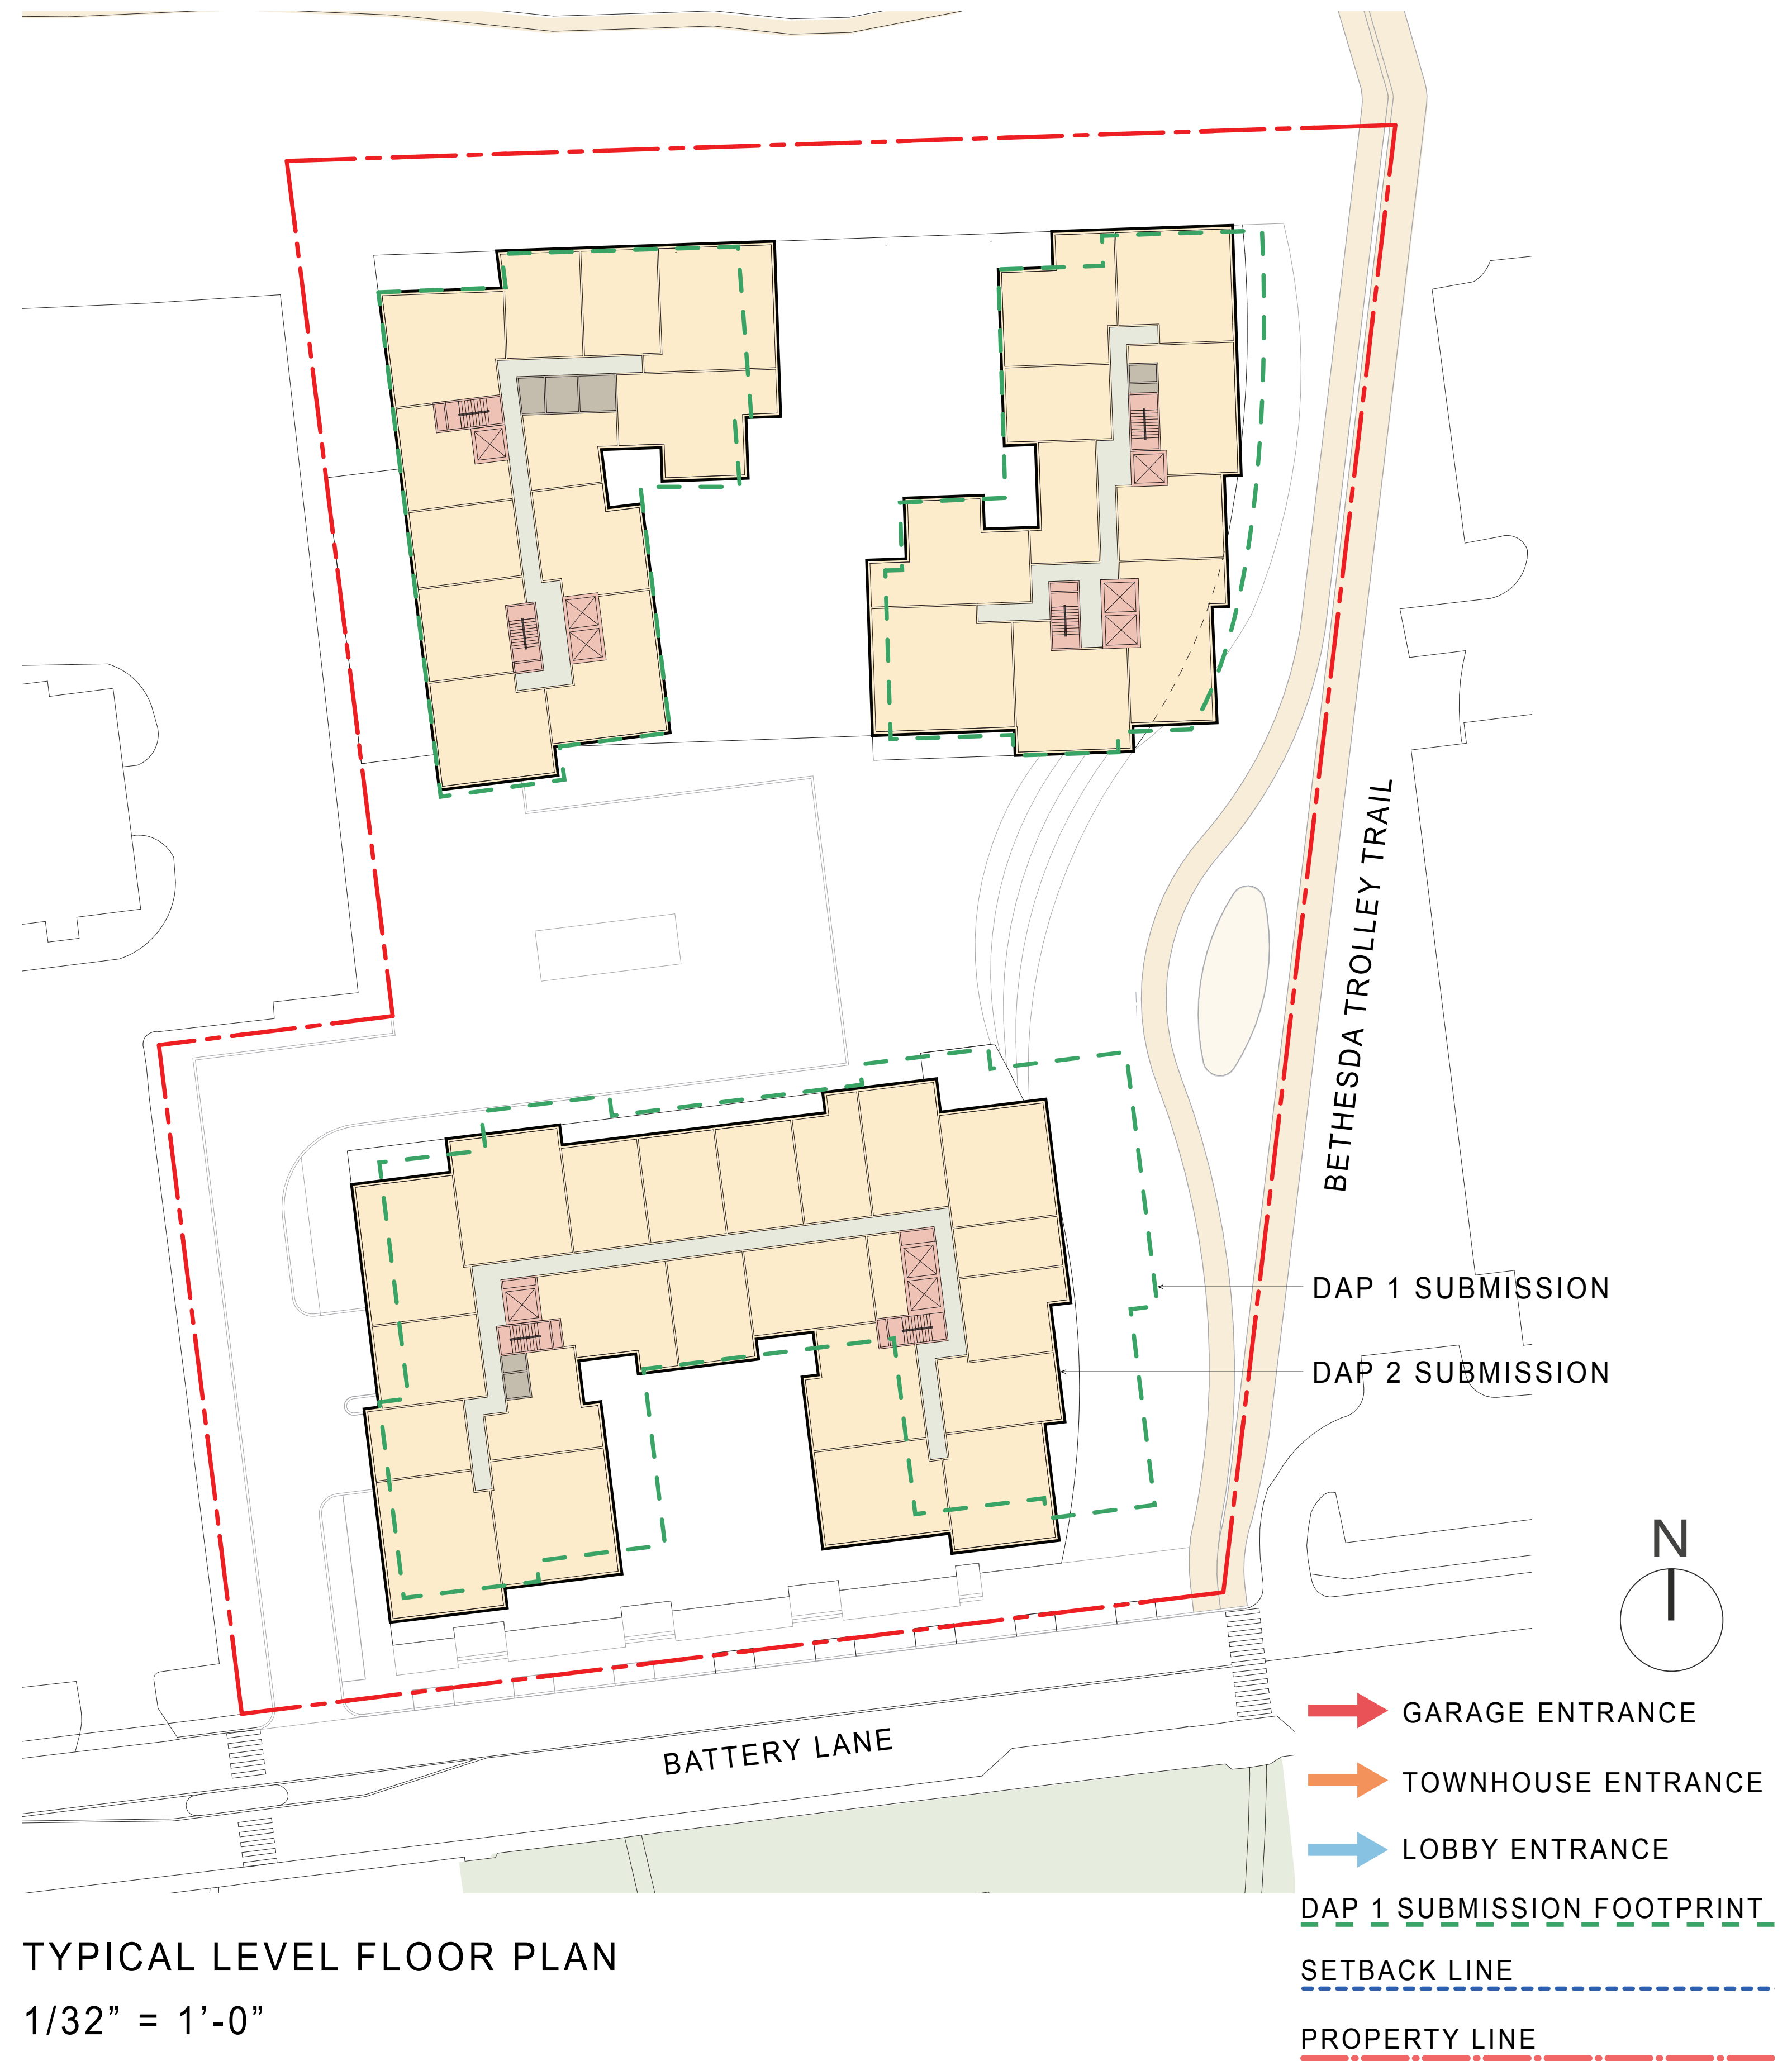 BETHESDA TROLLEY TRAIL
DAP 1 SUBMISSION
DAP 2 SUBMISSION
N
BATTERY LANE
GARAGE ENTRANCE
TOWNHOUSE ENTRANCE
LOBBY ENTRANCE
DAP 1 SUBMISSION FOOTPRINT
SETBACK LINE
PROPERTY LINE
TYPICAL LEVEL FLOOR PLAN
1/32” = 1’-0”